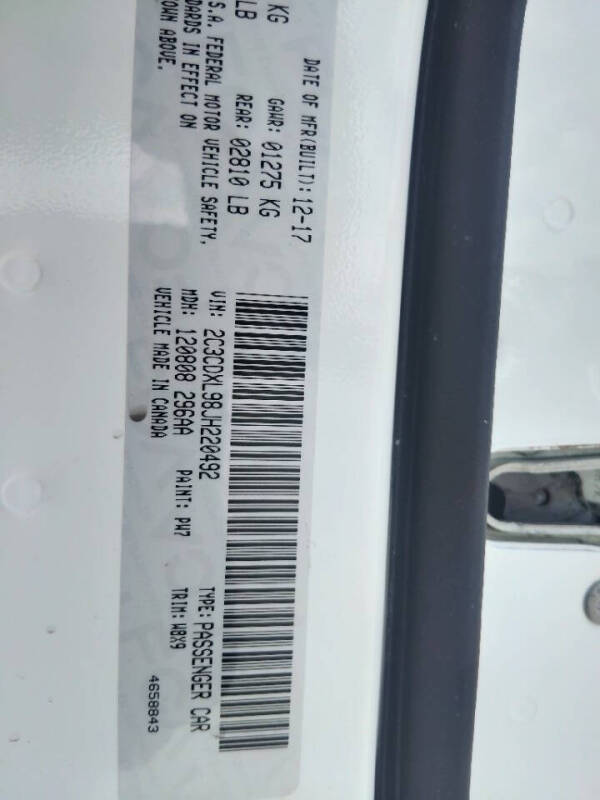 DATE OF MFR(BUILT): 12-17
KG GAWR: 01275 KG
LB REAR: 02810 LB
S.A. FEDERAL MOTOR VEHICLE SAFETY,
DARDS IN EFFECT ON
OWN ABOVE.
VIN: 2C3CDXL98JH220492 TYPE: PASSENGER CAR
MDH: 120808 296AA PAINT: PW7 TRIM: W8X9
VEHICLE MADE IN CANADA
4658843